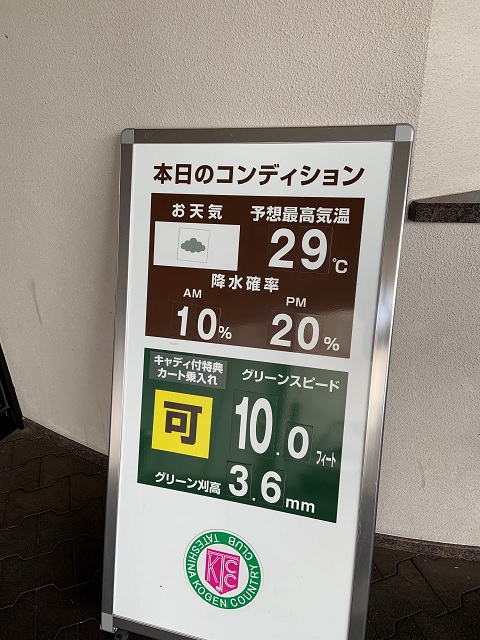 本日のコンディション
お天気 予想最高気温
29℃
降水確率
AM PM
10% 20%
キャディ付特典
カート乗入れ グリーンスピード
可 10.0フィート
グリーン刈高 3.6mm
TATESHINA KOGEN COUNTRY CLUB
KTCC